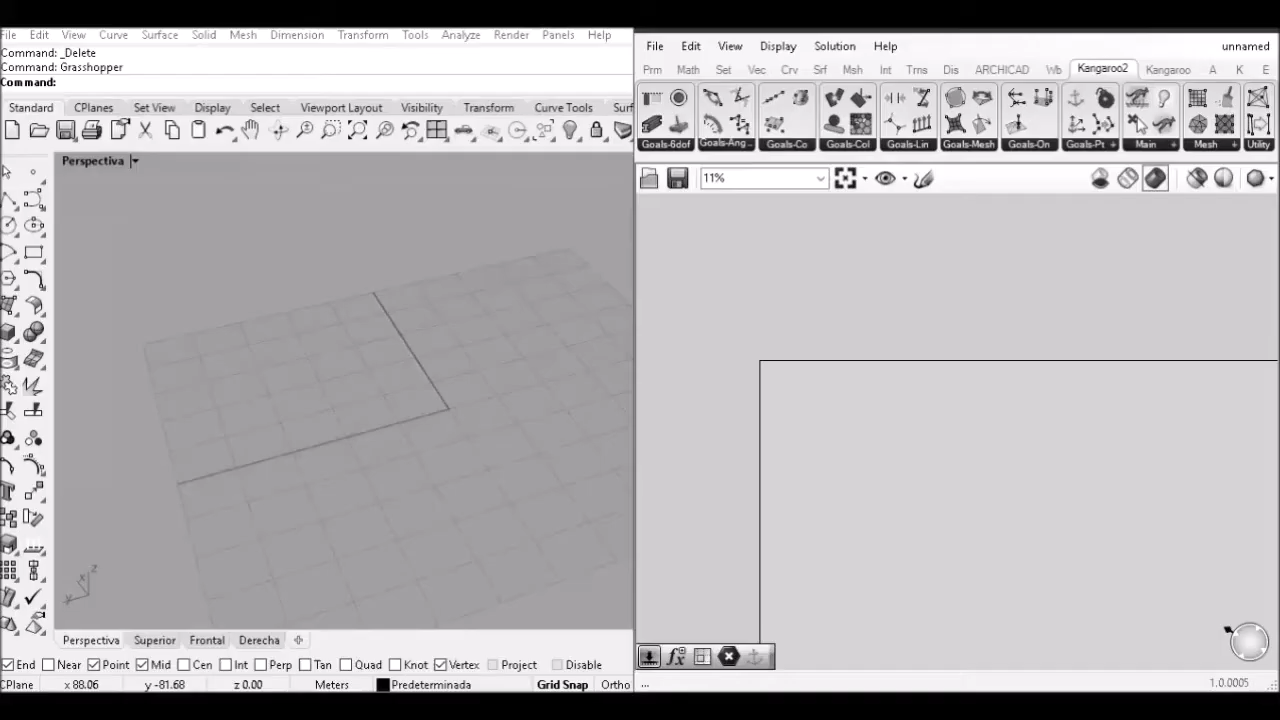 File Edit View Curve Surface Solid Mesh Dimension Transform Tools Analyze Render Panels Help
Command: _Delete
Command: Grasshopper
Command:
Standard CPlanes Set View Display Select Viewport Layout Visibility Transform Curve Tools Surf
Perspectiva
z
x
y
Perspectiva Superior Frontal Derecha
End Near Point Mid Cen Int Perp Tan Quad Knot Vertex Project Disable
CPlane x 88.06 y -81.68 z 0.00 Meters Predeterminada Grid Snap Ortho
File Edit View Display Solution Help unnamed
Prm Math Set Vec Crv Srf Msh Int Trns Dis ARCHICAD Wb Kangaroo2 Kangaroo A K E
Goals-6dof Goals-Ang... Goals-Co Goals-Col Goals-Lin Goals-Mesh Goals-On Goals-Pt + Main + Mesh + Utility
11%
fx
... 1.0.0005